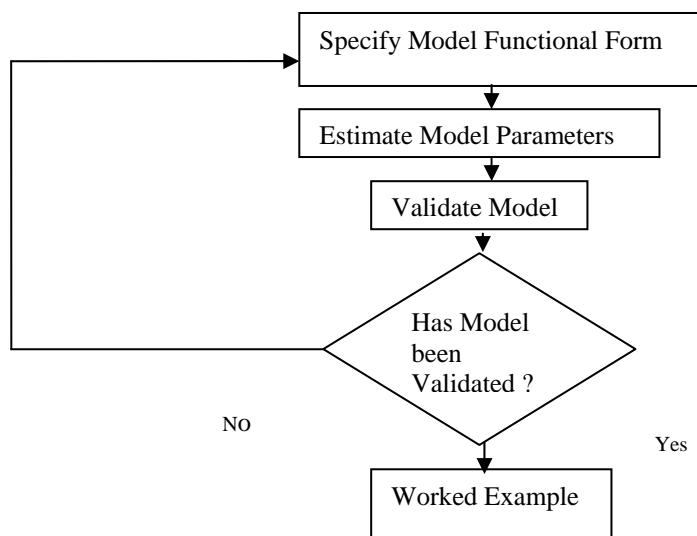 Specify Model Functional Form
Estimate Model Parameters
Validate Model
Has Model
been
Validated ?
No
Yes
Worked Example